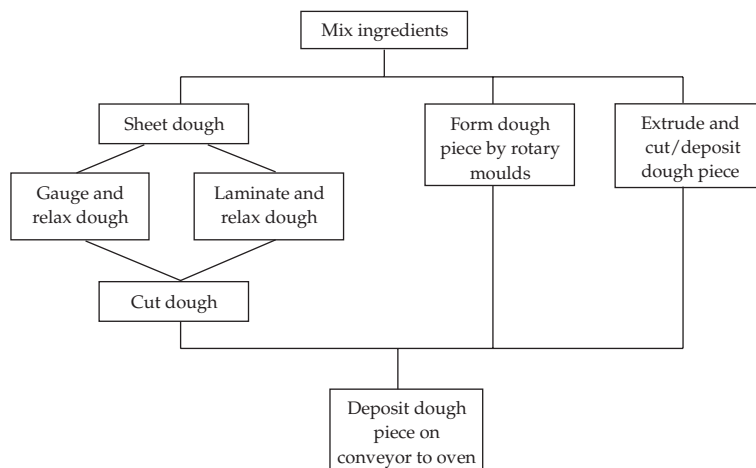 Mix ingredients
Sheet dough
Form dough
piece by rotary
moulds
Extrude and
cut/deposit
dough piece
Gauge and
relax dough
Laminate and
relax dough
Cut dough
Deposit dough
piece on
conveyor to oven